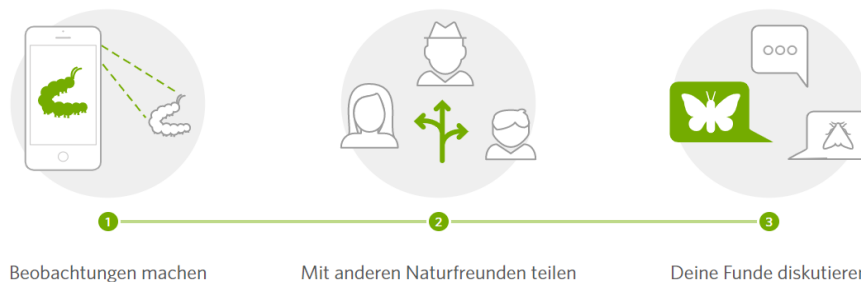 1
2
3
Beobachtungen machen
Mit anderen Naturfreunden teilen
Deine Funde diskutieren